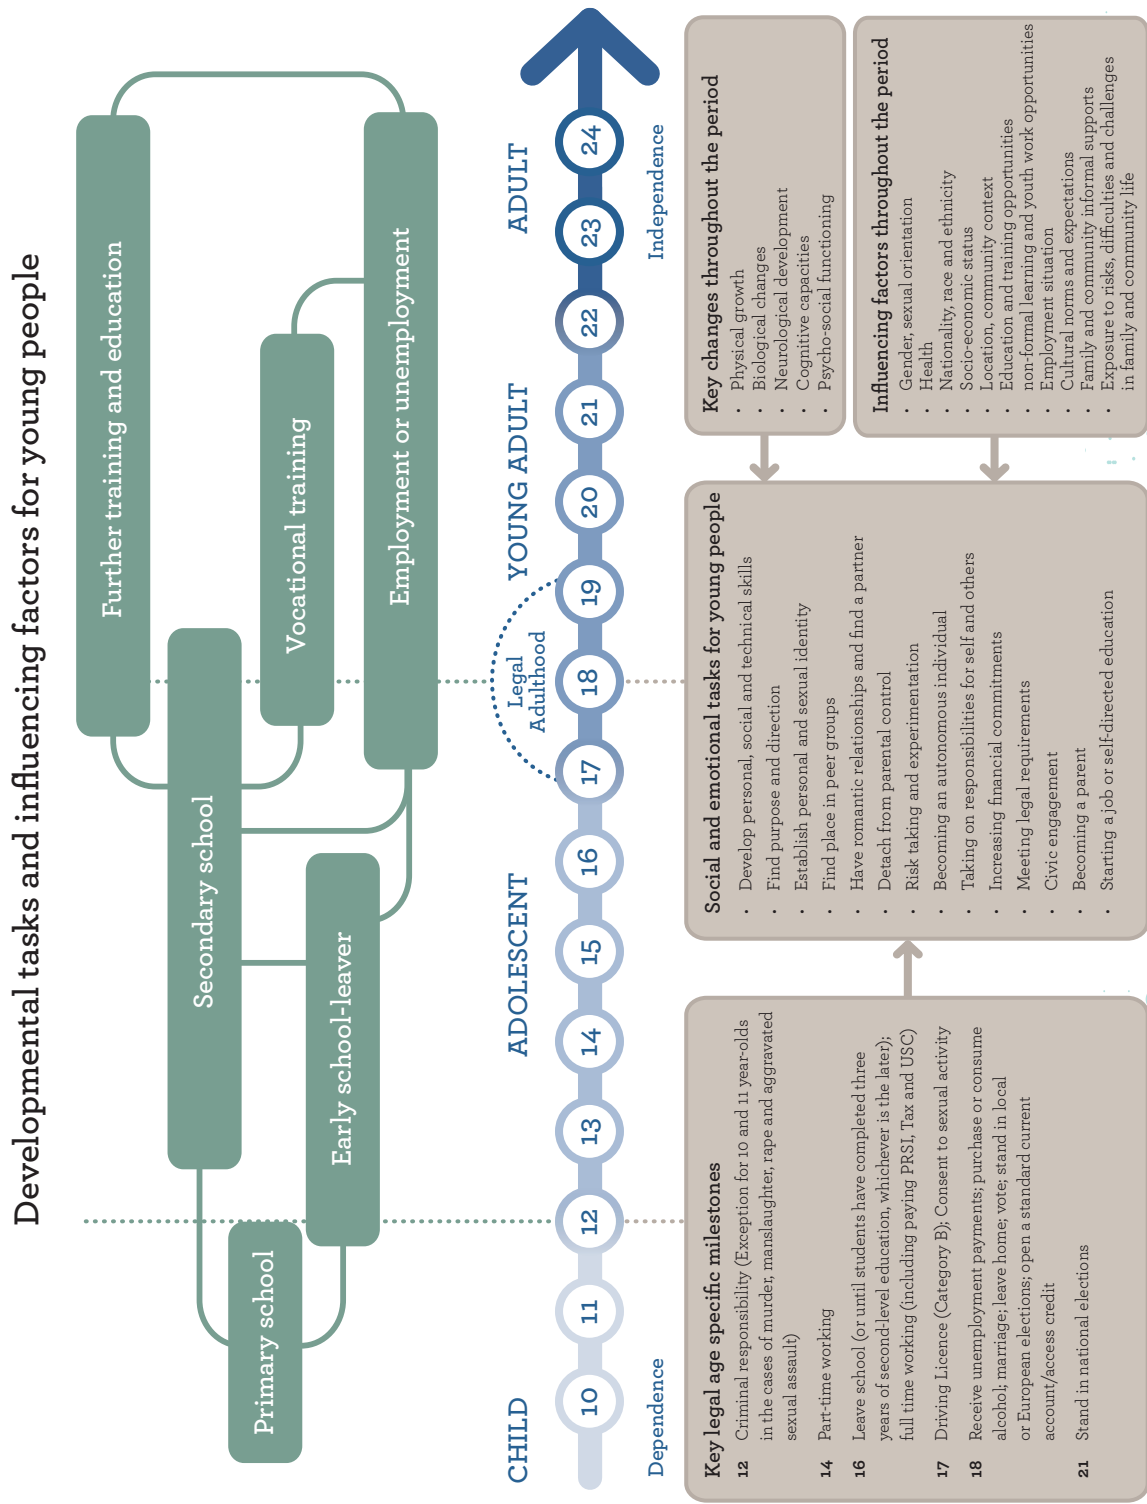 Developmental tasks and influencing factors for young people
Further training and education
Secondary school
Primary school
Vocational training
Early school-leaver
Employment or unemployment
CHILD
ADOLESCENT
YOUNG ADULT
ADULT
Legal
Adulthood
10
11
12
13
14
15
16
17
18
19
20
21
22
23
24
Dependence
Independence
Key legal age specific milestones
12 Criminal responsibility (Exception for 10 and 11 year-olds
in the cases of murder, manslaughter, rape and aggravated
sexual assault)
14 Part-time working
16 Leave school (or until students have completed three
years of second-level education, whichever is the later);
full time working (including paying PRSI, Tax and USC)
17 Driving Licence (Category B); Consent to sexual activity
18 Receive unemployment payments; purchase or consume
alcohol; marriage; leave home; vote; stand in local
or European elections; open a standard current
account/access credit
21 Stand in national elections
Social and emotional tasks for young people
• Develop personal, social and technical skills
• Find purpose and direction
• Establish personal and sexual identity
• Find place in peer groups
• Have romantic relationships and find a partner
• Detach from parental control
• Risk taking and experimentation
• Becoming an autonomous individual
• Taking on responsibilities for self and others
• Increasing financial commitments
• Meeting legal requirements
• Civic engagement
• Becoming a parent
• Starting a job or self-directed education
Key changes throughout the period
• Physical growth
• Biological changes
• Neurological development
• Cognitive capacities
• Psycho-social functioning
Influencing factors throughout the period
• Gender, sexual orientation
• Health
• Nationality, race and ethnicity
• Socio-economic status
• Location, community context
• Education and training opportunities
non-formal learning and youth work opportunities
• Employment situation
• Cultural norms and expectations
• Family and community informal supports
• Exposure to risks, difficulties and challenges
in family and community life